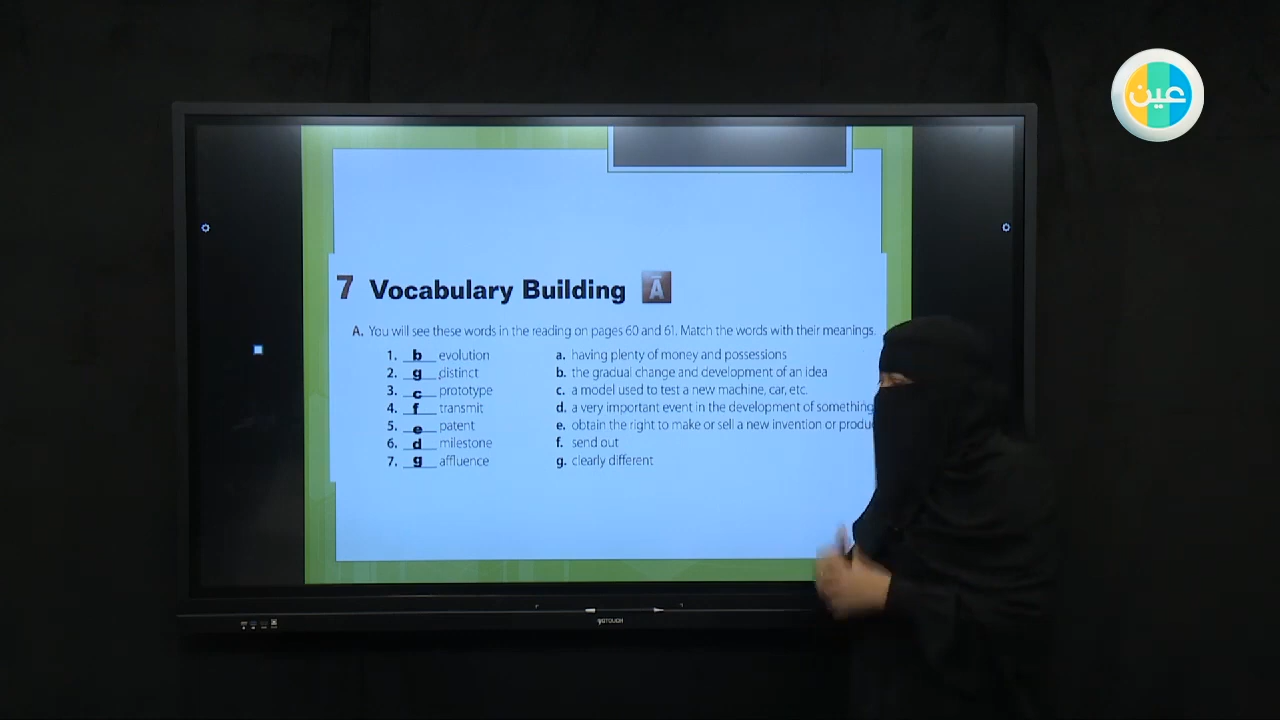 عين
7 Vocabulary Building A
A. You will see these words in the reading on pages 60 and 61. Match the words with their meanings.
1. b evolution a. having plenty of money and possessions
2. g distinct b. the gradual change and development of an idea
3. c prototype c. a model used to test a new machine, car, etc.
4. f transmit d. a very important event in the development of something
5. e patent e. obtain the right to make or sell a new invention or produ
6. d milestone f. send out
7. g affluence g. clearly different